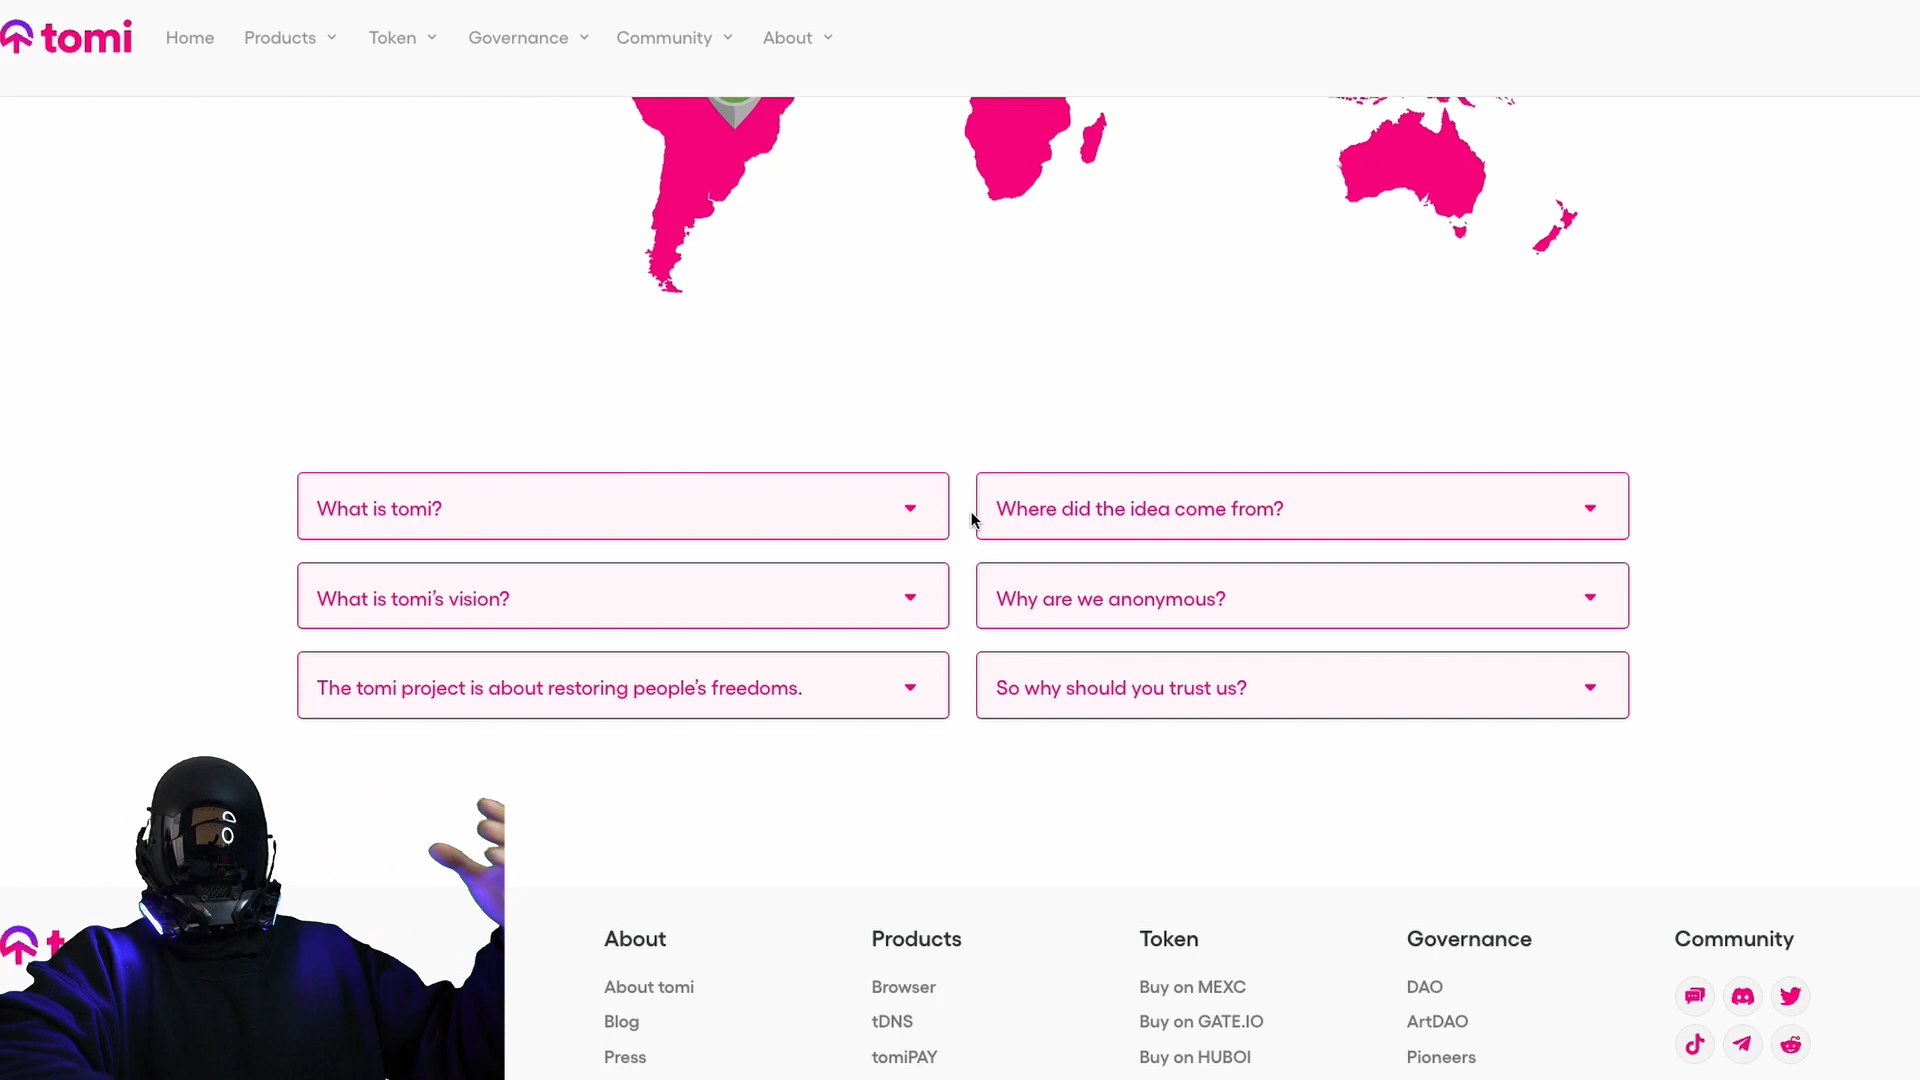 tomi
Home
Products
Token
Governance
Community
About
What is tomi?
Where did the idea come from?
What is tomi's vision?
Why are we anonymous?
The tomi project is about restoring people's freedoms.
So why should you trust us?
t
About
Products
Token
Governance
Community
About tomi
Browser
Buy on MEXC
DAO
Blog
tDNS
Buy on GATE.IO
ArtDAO
Press
tomiPAY
Buy on HUBOI
Pioneers